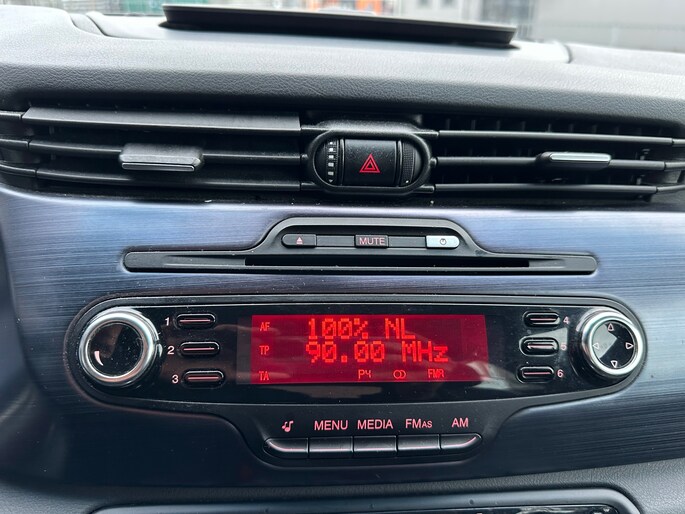 MUTE
1
2
3
AF 100% NL
TP 90.00 MHz
TA P4 CD FMR
4
5
6
MENU MEDIA FMAS AM